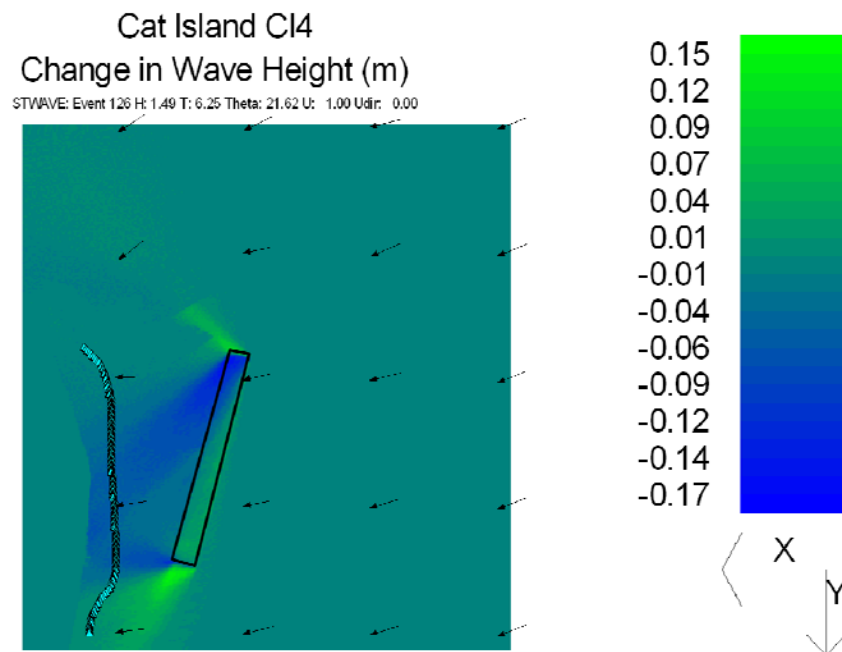 Cat Island CI4
Change in Wave Height (m)
STWAVE: Event 126 H: 1.49 T: 6.25 Theta: 21.62 U: 1.00 Udir: 0.00
0.15
0.12
0.09
0.07
0.04
0.01
-0.01
-0.04
-0.06
-0.09
-0.12
-0.14
-0.17
X
Y